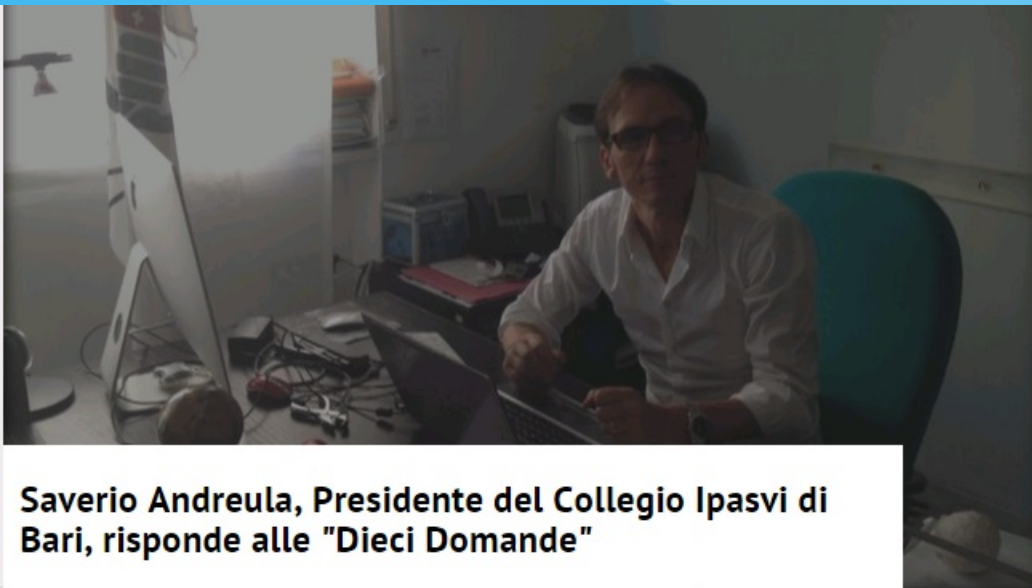 Saverio Andreula, Presidente del Collegio Ipasvi di
Bari, risponde alle "Dieci Domande"